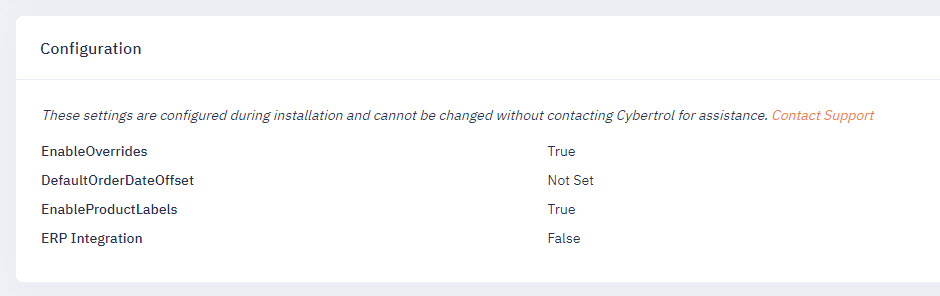 Configuration
These settings are configured during installation and cannot be changed without contacting Cybertrol for assistance. Contact Support
EnableOverrides True
DefaultOrderDateOffset Not Set
EnableProductLabels True
ERP Integration False